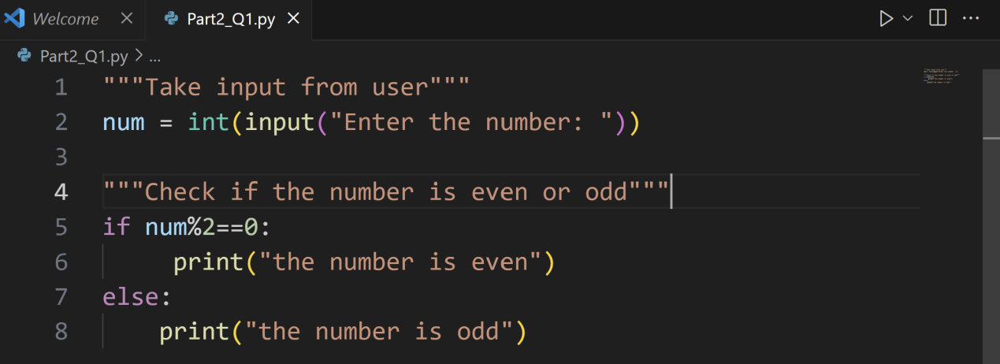 Welcome
Part2_Q1.py
Part2_Q1.py > ...
1 """Take input from user"""
2 num = int(input("Enter the number: "))
3
4 """Check if the number is even or odd"""
5 if num%2==0:
6      print("the number is even")
7 else:
8     print("the number is odd")